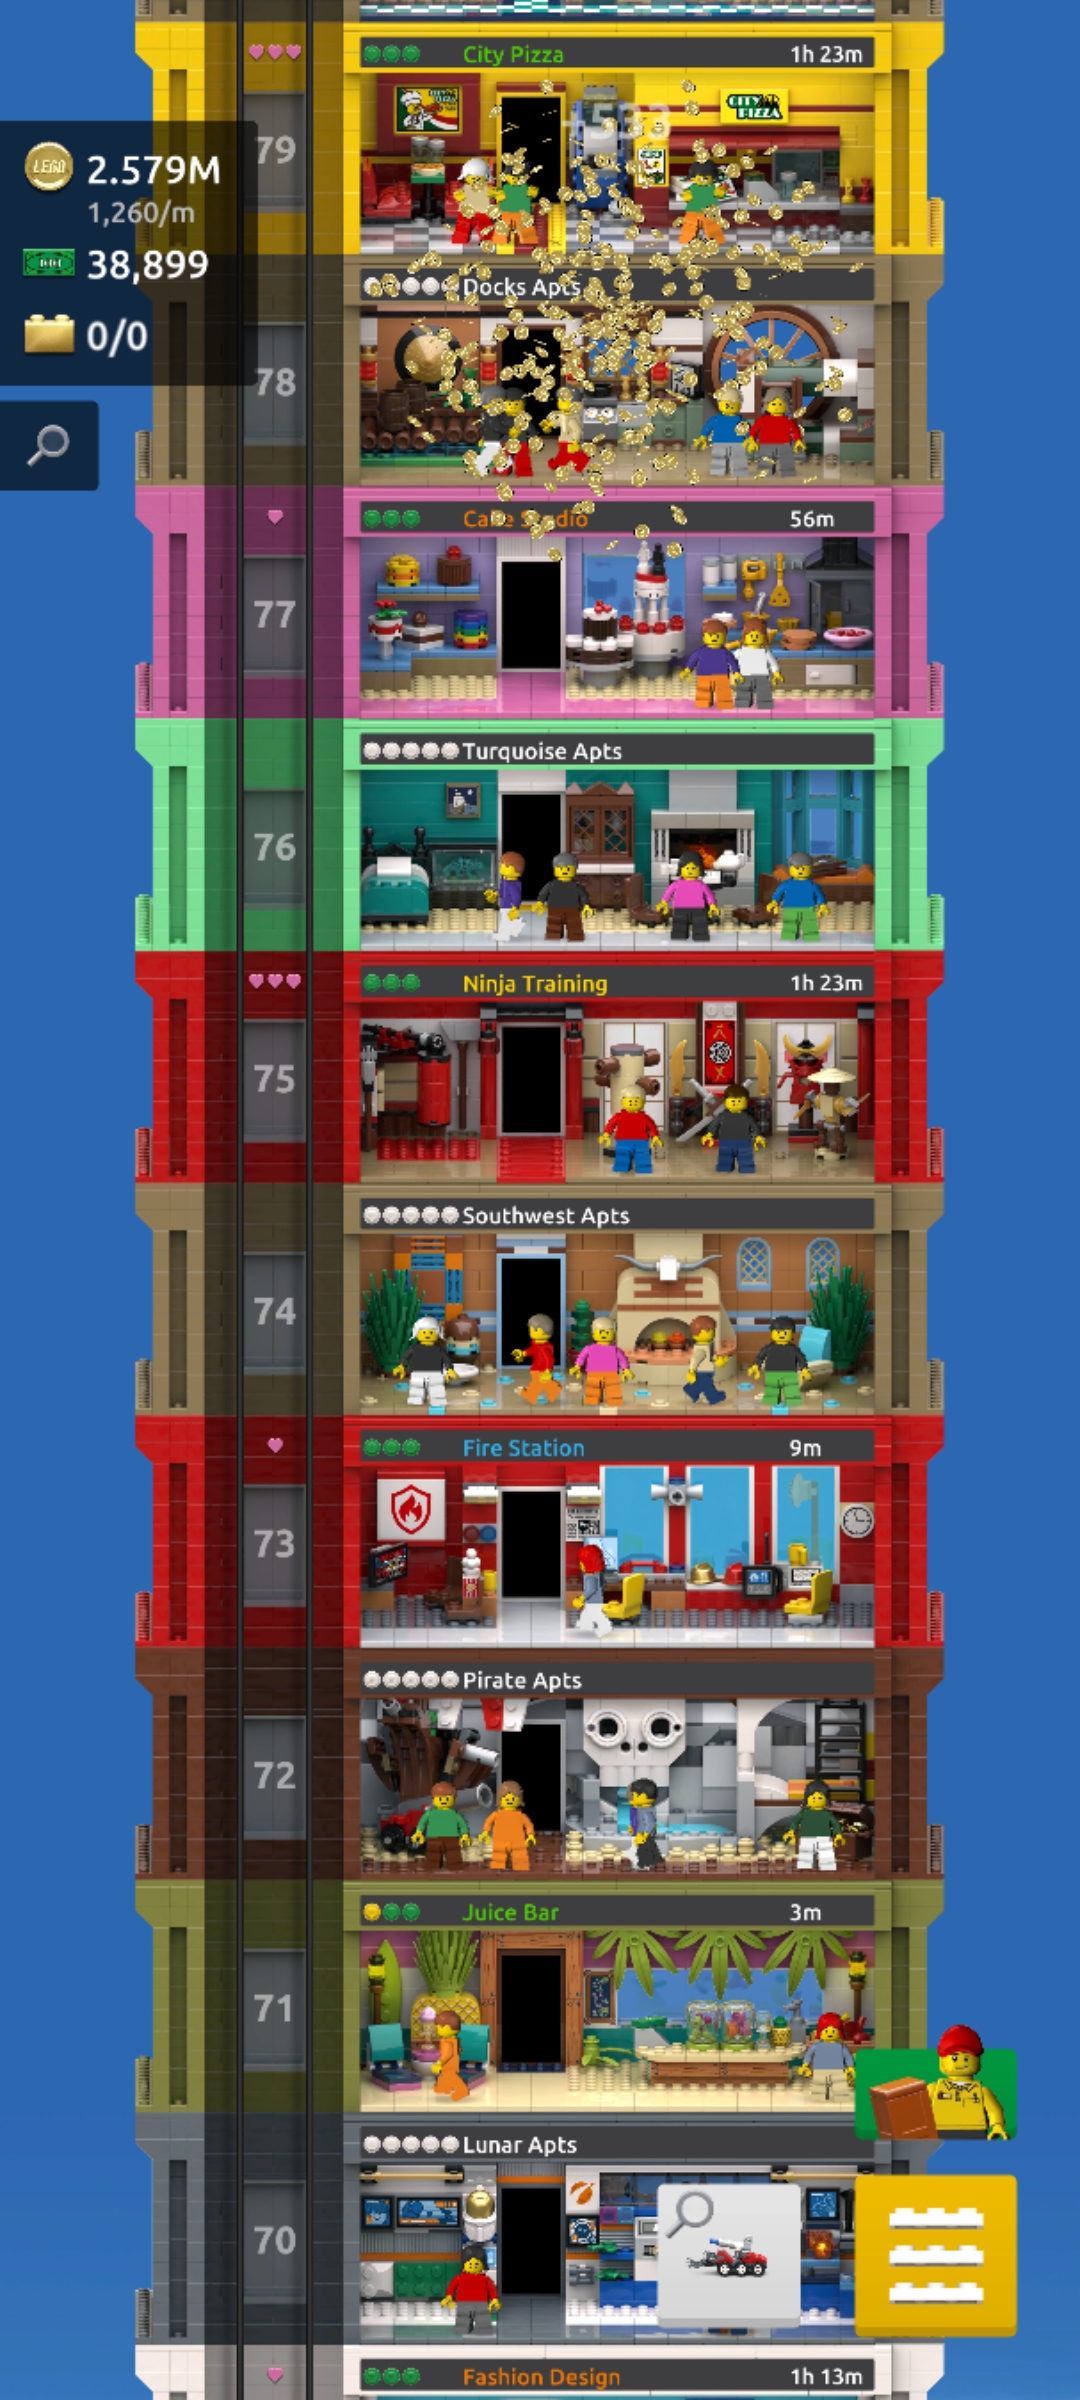 City Pizza 1h 23m
79
CITY PIZZA
+533
LEGO 2.579M
1,260/m
38,899
0/0
Docks Apts
78
Cake Studio 56m
77
Turquoise Apts
76
Ninja Training 1h 23m
75
Southwest Apts
74
Fire Station 9m
73
Pirate Apts
72
Juice Bar 3m
71
Lunar Apts
70
Fashion Design 1h 13m